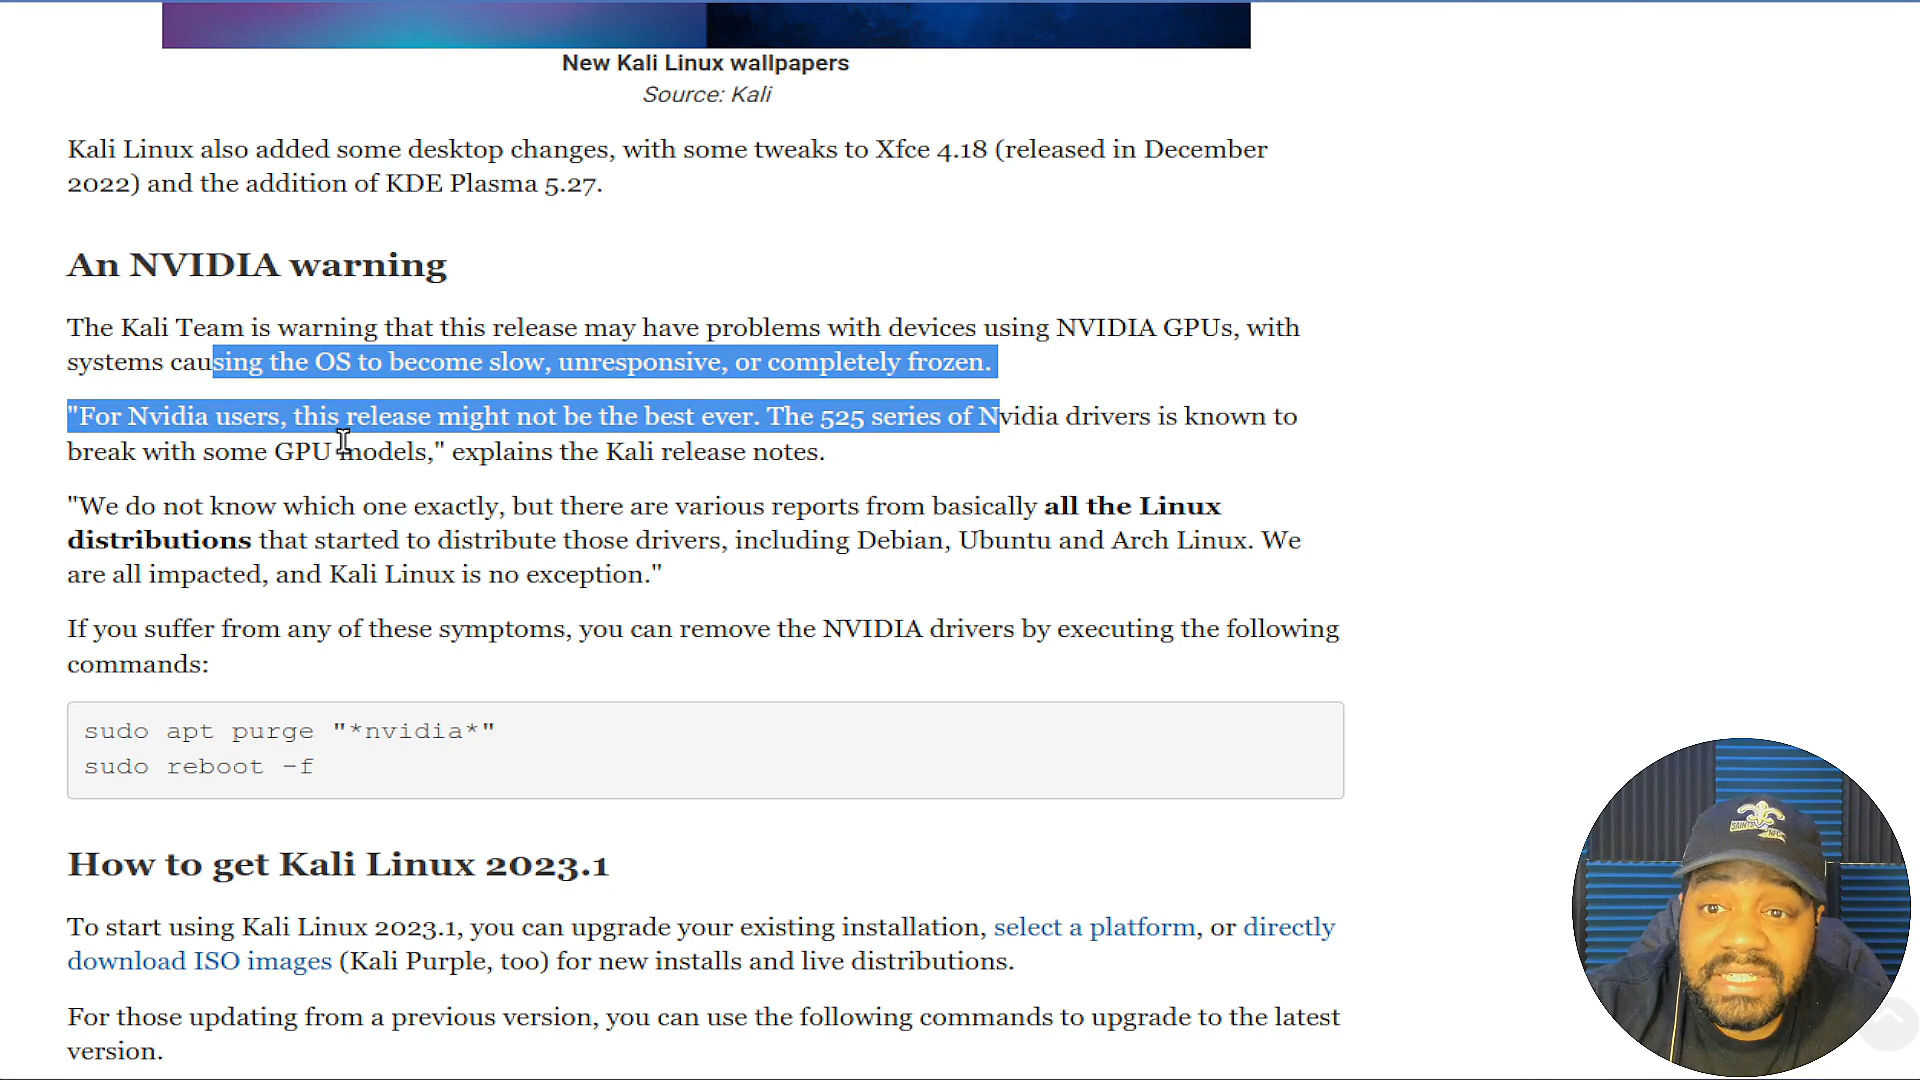 New Kali Linux wallpapers
Source: Kali
Kali Linux also added some desktop changes, with some tweaks to Xfce 4.18 (released in December
2022) and the addition of KDE Plasma 5.27.
An NVIDIA warning
The Kali Team is warning that this release may have problems with devices using NVIDIA GPUs, with
systems causing the OS to become slow, unresponsive, or completely frozen.
"For Nvidia users, this release might not be the best ever. The 525 series of Nvidia drivers is known to
break with some GPU models," explains the Kali release notes.
"We do not know which one exactly, but there are various reports from basically all the Linux
distributions that started to distribute those drivers, including Debian, Ubuntu and Arch Linux. We
are all impacted, and Kali Linux is no exception."
If you suffer from any of these symptoms, you can remove the NVIDIA drivers by executing the following
commands:
sudo apt purge "*nvidia*"
sudo reboot -f
How to get Kali Linux 2023.1
To start using Kali Linux 2023.1, you can upgrade your existing installation, select a platform, or directly
download ISO images (Kali Purple, too) for new installs and live distributions.
For those updating from a previous version, you can use the following commands to upgrade to the latest
version.
SAINTS